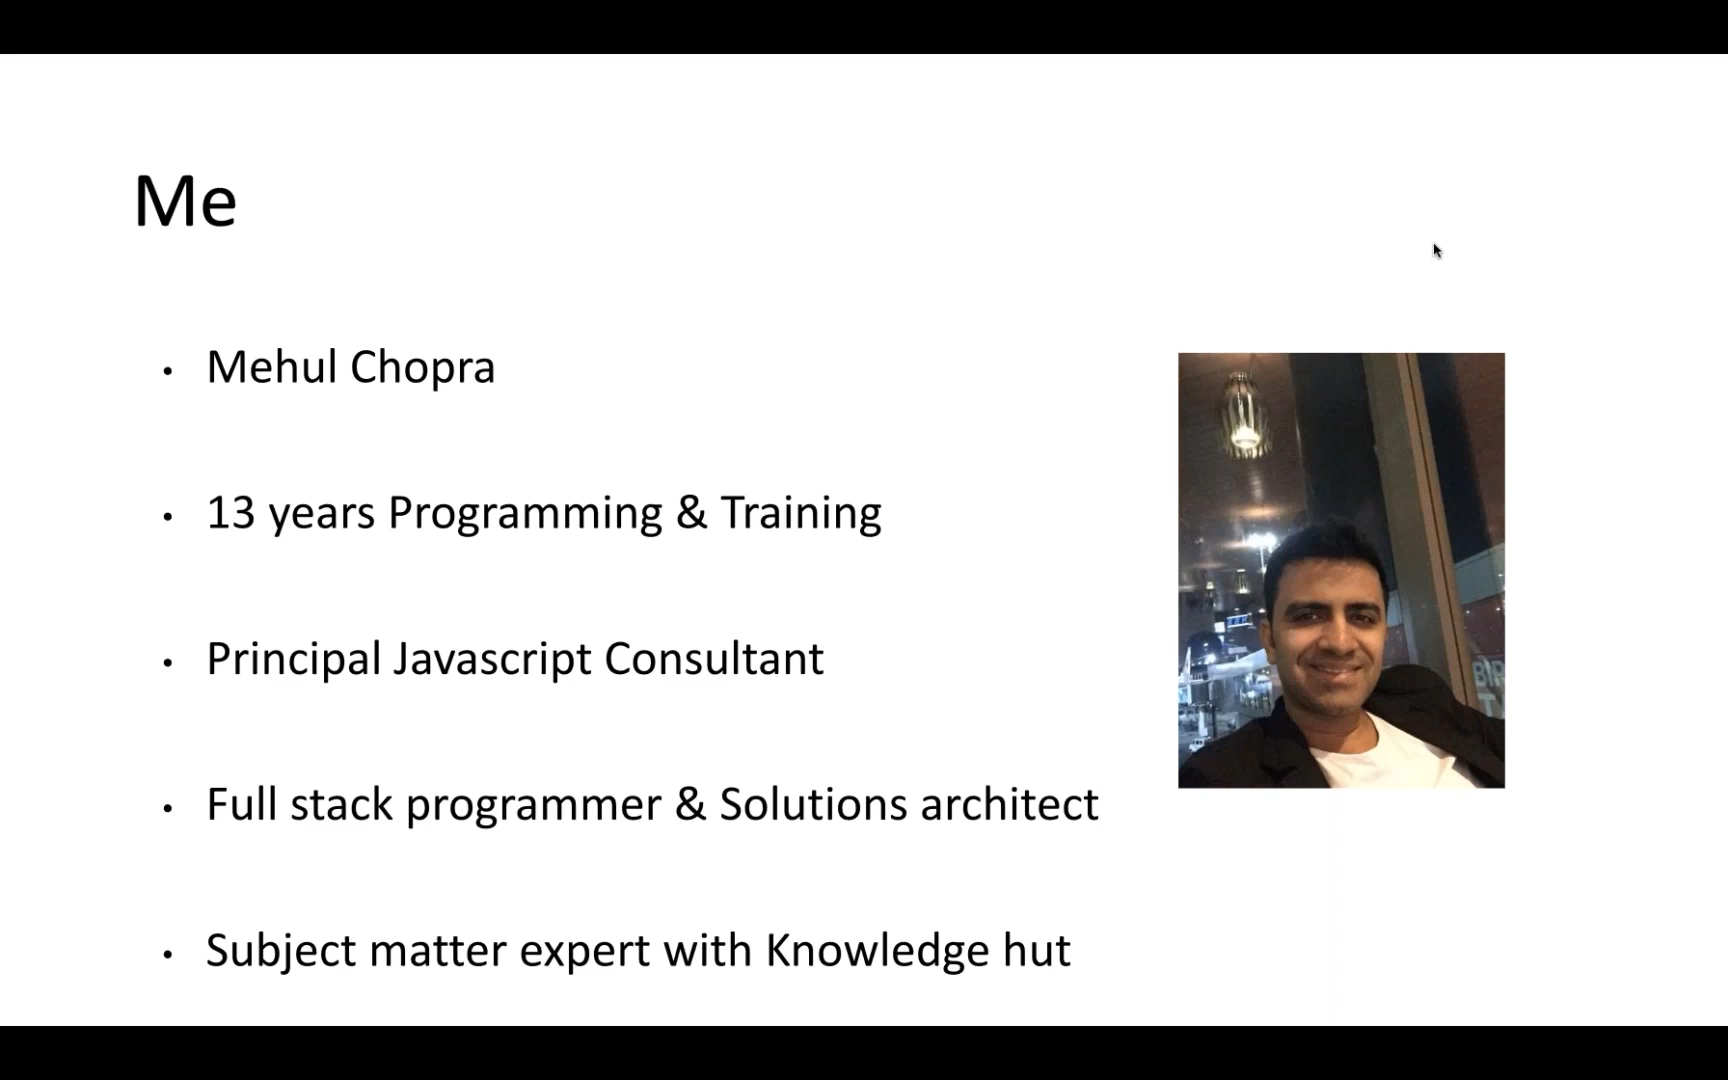 Me
Mehul Chopra
13 years Programming & Training
Principal Javascript Consultant
Full stack programmer & Solutions architect
Subject matter expert with Knowledge hut